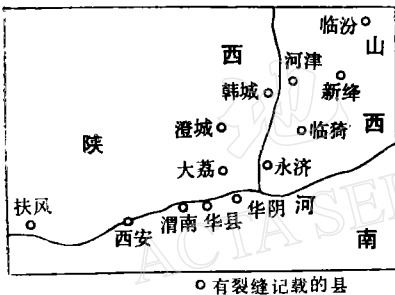 临汾
山
西
河津
新绛
韩城
澄城
临猗
西
陕
大荔
永济
扶风
西安
渭南
华县
华阴
河
南
ACTA SEI
○ 有裂缝记载的县